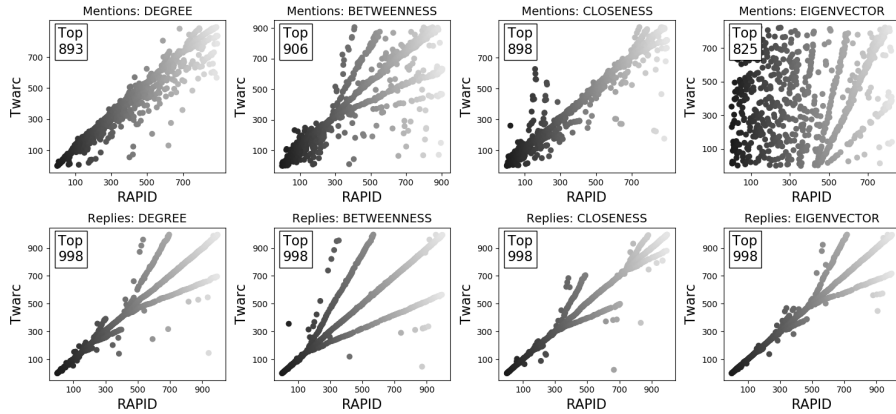 Mentions: DEGREE
Top
893
Twarc
700
500
300
100
100 300 500 700
RAPID
Mentions: BETWEENNESS
Top
906
Twarc
900
700
500
300
100
100 300 500 700 900
RAPID
Mentions: CLOSENESS
Top
898
Twarc
700
500
300
100
100 300 500 700
RAPID
Mentions: EIGENVECTOR
Top
825
Twarc
700
500
300
100
100 300 500 700
RAPID
Replies: DEGREE
Top
998
Twarc
900
700
500
300
100
100 300 500 700 900
RAPID
Replies: BETWEENNESS
Top
998
Twarc
900
700
500
300
100
100 300 500 700 900
RAPID
Replies: CLOSENESS
Top
998
Twarc
900
700
500
300
100
100 300 500 700 900
RAPID
Replies: EIGENVECTOR
Top
998
Twarc
900
700
500
300
100
100 300 500 700 900
RAPID